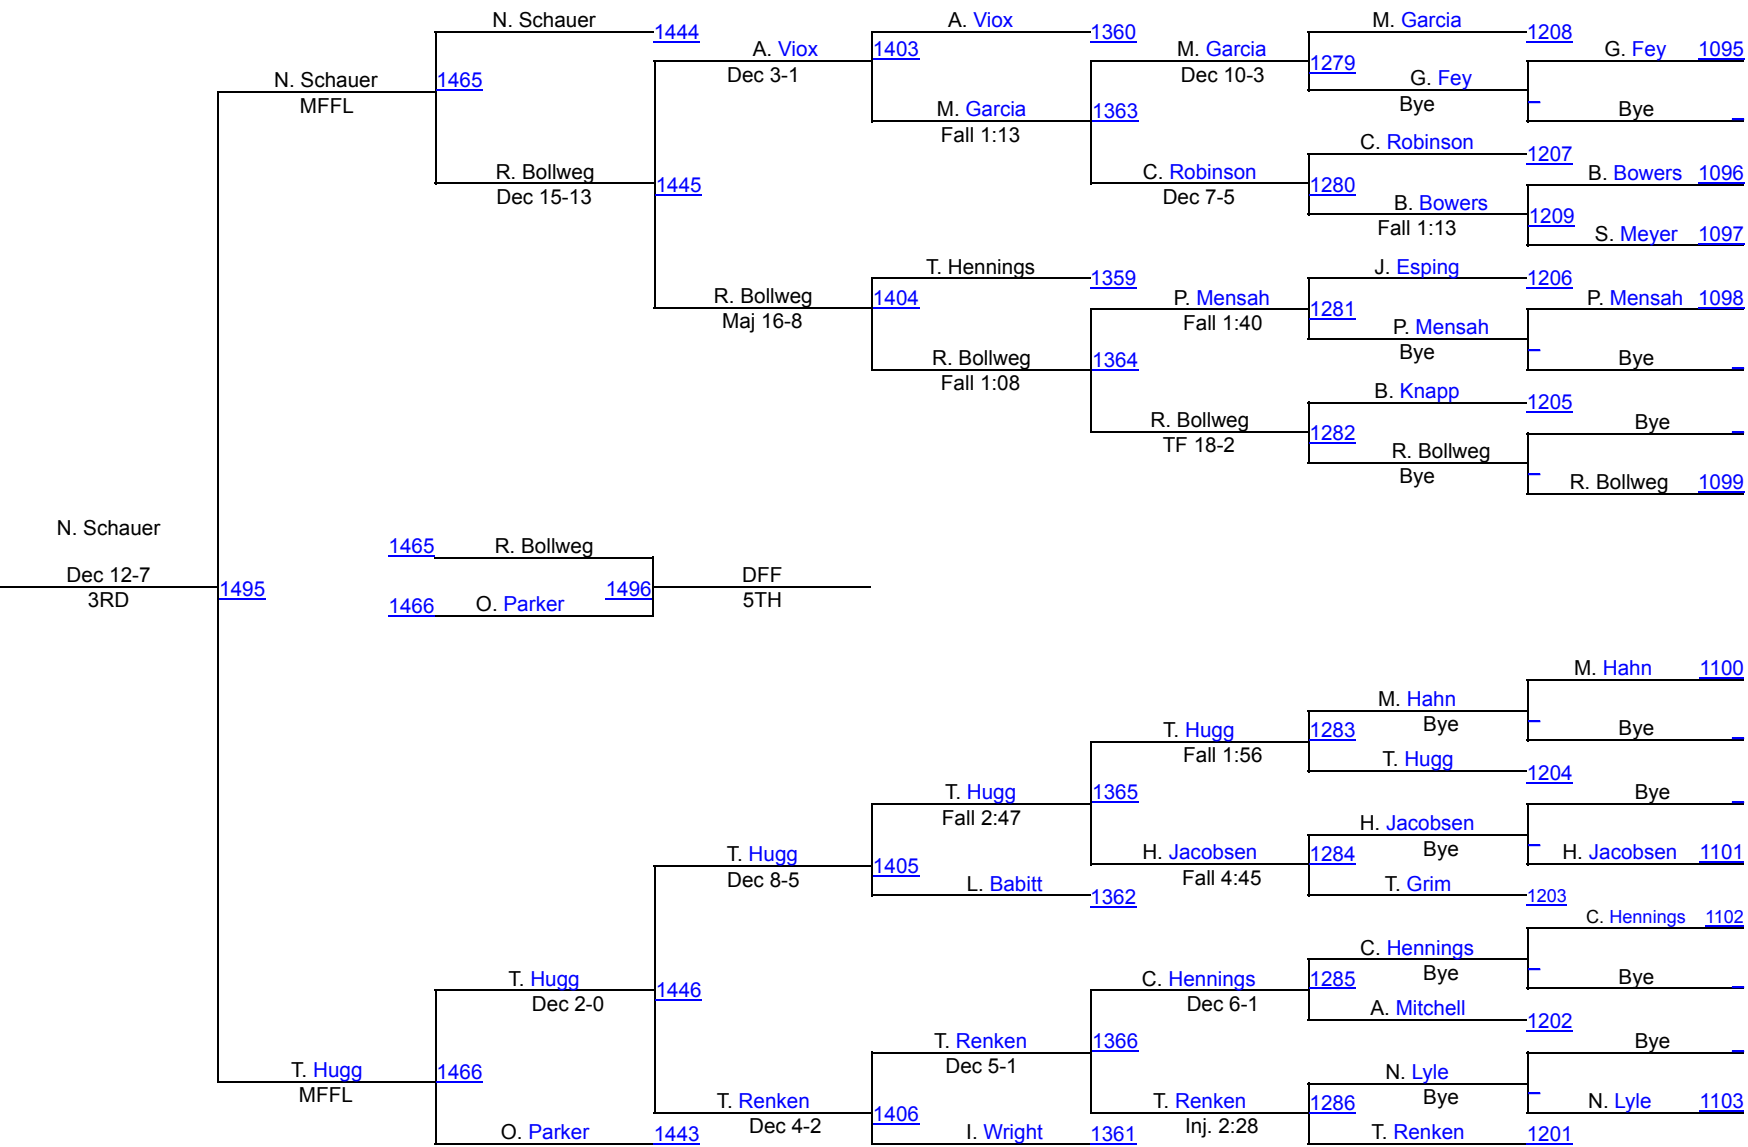 N. Schauer
1444
A. Viox
1360
M. Garcia
1208
A. Viox
1403
M. Garcia
G. Fey 1095
Dec 3-1
Dec 10-3
1279
N. Schauer
1465
G. Fey
MFFL
Bye
Bye
M. Garcia
1363
Fall 1:13
C. Robinson
1207
R. Bollweg
C. Robinson
B. Bowers 1096
Dec 15-13
1445
Dec 7-5
1280
B. Bowers
1209
Fall 1:13
S. Meyer 1097
T. Hennings
1359
J. Esping
1206
R. Bollweg
1404
P. Mensah
P. Mensah 1098
Maj 16-8
Fall 1:40
1281
P. Mensah
R. Bollweg
1364
Bye
Bye
Fall 1:08
B. Knapp
1205
R. Bollweg
Bye
TF 18-2
1282
R. Bollweg
Bye
R. Bollweg 1099
N. Schauer
1465
R. Bollweg
Dec 12-7
DFF
1495
1496
3RD
1466
O. Parker
5TH
M. Hahn 1100
M. Hahn
T. Hugg
1283
Bye
Bye
Fall 1:56
T. Hugg
1204
T. Hugg
1365
Bye
Fall 2:47
H. Jacobsen
T. Hugg
H. Jacobsen
1284
Bye
H. Jacobsen 1101
Dec 8-5
1405
Fall 4:45
L. Babitt
1362
T. Grim
1203
C. Hennings 1102
C. Hennings
T. Hugg
C. Hennings
1285
Bye
Bye
Dec 2-0
1446
Dec 6-1
A. Mitchell
1202
T. Renken
1366
Bye
Dec 5-1
T. Hugg
1466
N. Lyle
MFFL
T. Renken
T. Renken
1286
Bye
N. Lyle 1103
Dec 4-2
1406
Inj. 2:28
O. Parker
1443
I. Wright
1361
T. Renken
1201